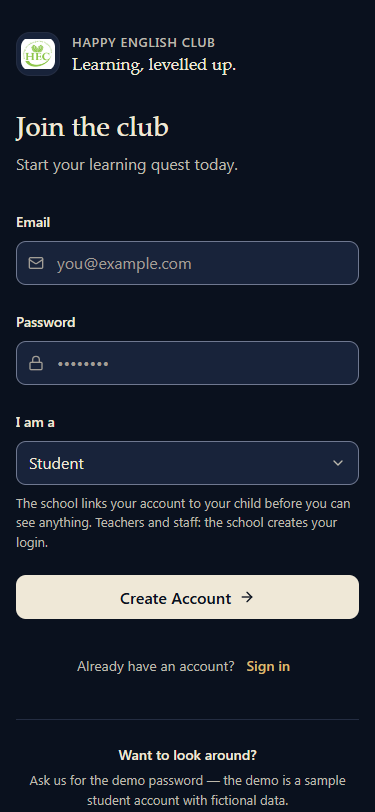 HEC
HAPPY ENGLISH CLUB
Learning, levelled up.
Join the club
Start your learning quest today.
Email
you@example.com
Password
••••••••
I am a
Student
The school links your account to your child before you can
see anything. Teachers and staff: the school creates your
login.
Create Account →
Already have an account? Sign in
Want to look around?
Ask us for the demo password — the demo is a sample
student account with fictional data.